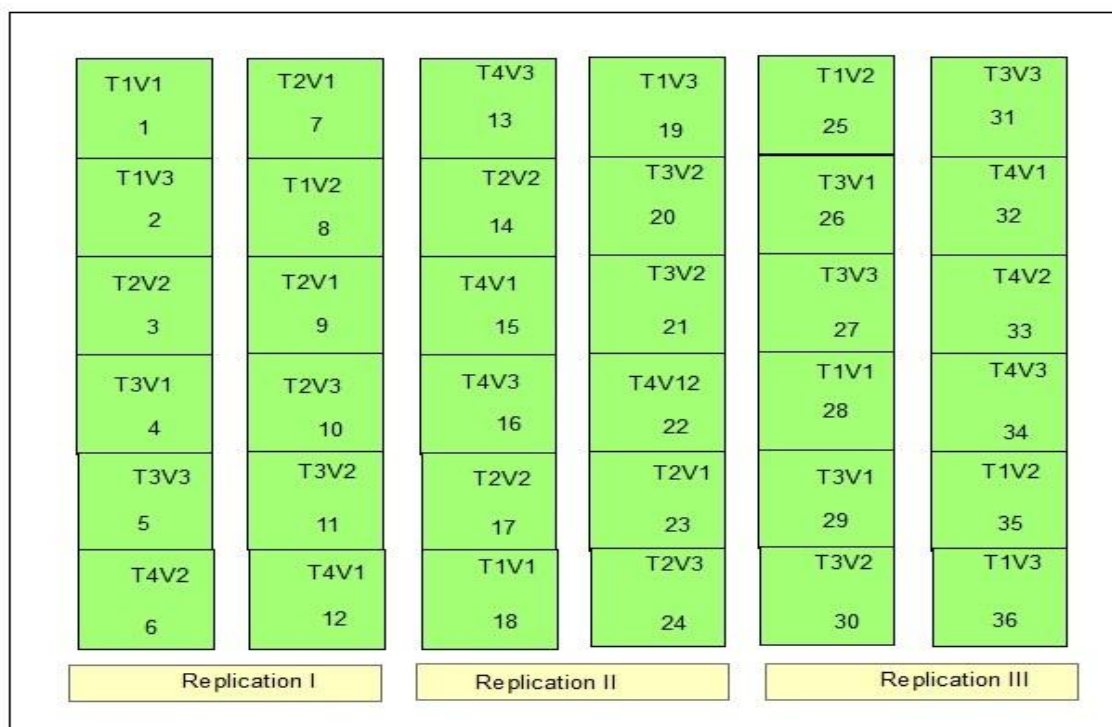 T1V1
1
T1V3
2
T2V2
3
T3V1
4
T3V3
5
T4V2
6
T2V1
7
T1V2
8
T2V1
9
T2V3
10
T3V2
11
T4V1
12
T4V3
13
T2V2
14
T4V1
15
T4V3
16
T2V2
17
T1V1
18
T1V3
19
T3V2
20
T3V2
21
T4V12
22
T2V1
23
T2V3
24
T1V2
25
T3V1
26
T3V3
27
T1V1
28
T3V1
29
T3V2
30
T3V3
31
T4V1
32
T4V2
33
T4V3
34
T1V2
35
T1V3
36
Replication I
Replication II
Replication III